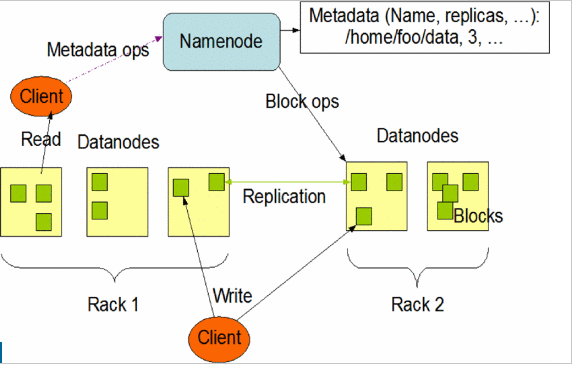 Metadata (Name, replicas, ...):
/home/foo/data, 3, ...
Namenode
Metadata ops
Client
Block ops
Read
Datanodes
Datanodes
Replication
Blocks
Rack 1
Write
Rack 2
Client